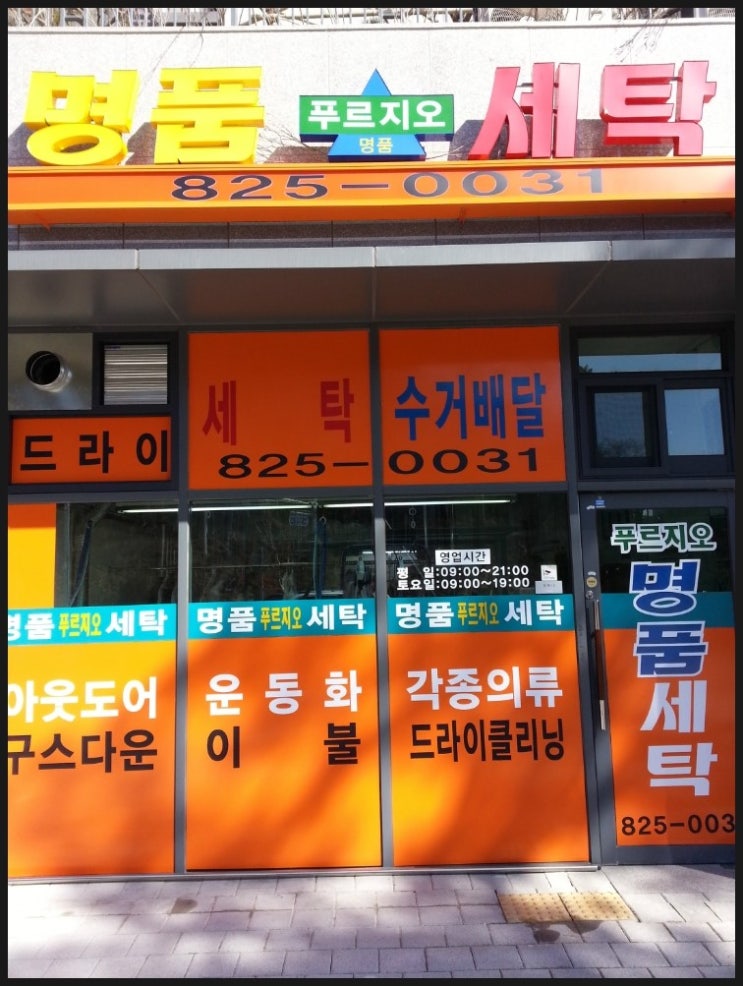 명품 푸르지오 세탁
명품
825-0031
드라이
세탁 수거배달
825-0031
영업시간
평 일:09:00~21:00
토요일:09:00~19:00
명품 푸르지오 세탁
아웃도어
구스다운
명품 푸르지오 세탁
운동화
이불
명품 푸르지오 세탁
각종의류
드라이클리닝
푸르지오
명품세탁
825-003